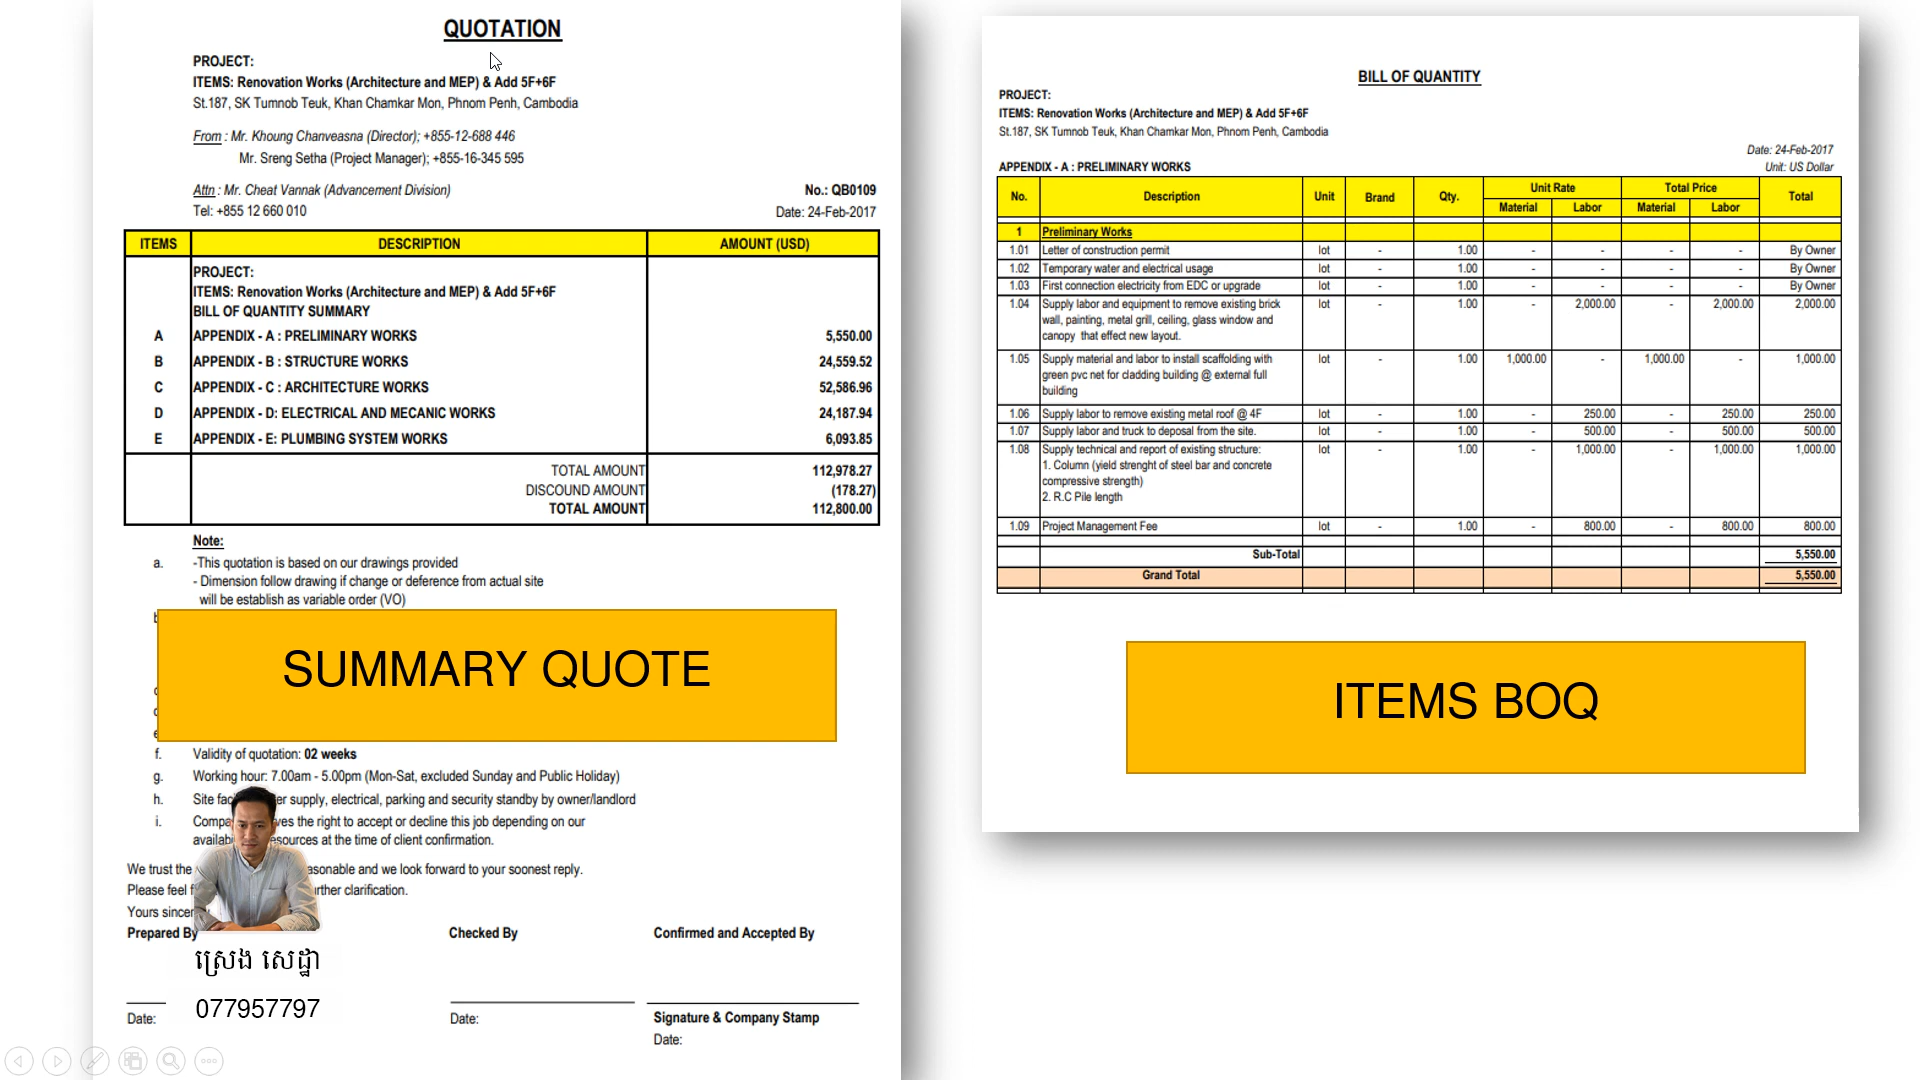 QUOTATION
PROJECT:
ITEMS: Renovation Works (Architecture and MEP) & Add 5F+6F
St.187, SK Tumnob Teuk, Khan Chamkar Mon, Phnom Penh, Cambodia
From : Mr. Khoung Chanveasna (Director); +855-12-688 446
Mr. Sreng Setha (Project Manager); +855-16-345 595
Attn : Mr. Cheat Vannak (Advancement Division) No.: QB0109
Tel: +855 12 660 010 Date: 24-Feb-2017
ITEMS DESCRIPTION AMOUNT (USD)
PROJECT:
ITEMS: Renovation Works (Architecture and MEP) & Add 5F+6F
BILL OF QUANTITY SUMMARY
A APPENDIX - A : PRELIMINARY WORKS 5,550.00
B APPENDIX - B : STRUCTURE WORKS 24,559.52
C APPENDIX - C : ARCHITECTURE WORKS 52,586.96
D APPENDIX - D: ELECTRICAL AND MECANIC WORKS 24,187.94
E APPENDIX - E: PLUMBING SYSTEM WORKS 6,093.85
TOTAL AMOUNT 112,978.27
DISCOUND AMOUNT (178.27)
TOTAL AMOUNT 112,800.00
Note:
a. -This quotation is based on our drawings provided
- Dimension follow drawing if change or deference from actual site
will be establish as variable order (VO)
SUMMARY QUOTE
f. Validity of quotation: 02 weeks
g. Working hour: 7.00am - 5.00pm (Mon-Sat, excluded Sunday and Public Holiday)
h. Site supply, electrical, parking and security standby by owner/landlord
i. the right to accept or decline this job depending on our
at the time of client confirmation.
We trust the and we look forward to your soonest reply.
Please feel clarification.
Yours
Prepared By Checked By Confirmed and Accepted By
ស្រេង សេដ្ឋា
077957797
Date: Date: Signature & Company Stamp
Date:
BILL OF QUANTITY
PROJECT:
ITEMS: Renovation Works (Architecture and MEP) & Add 5F+6F
St.187, SK Tumnob Teuk, Khan Chamkar Mon, Phnom Penh, Cambodia
Date: 24-Feb-2017
APPENDIX - A : PRELIMINARY WORKS Unit: US Dollar
No. Description Unit Brand Qty. Unit Rate Total Price Total
Material Labor Material Labor
1 Preliminary Works
1.01 Letter of construction permit lot - 1.00 - - - - By Owner
1.02 Temporary water and electrical usage lot - 1.00 - - - - By Owner
1.03 First connection electricity from EDC or upgrade lot - 1.00 - - - - By Owner
1.04 Supply labor and equipment to remove existing brick lot - 1.00 - 2,000.00 - 2,000.00 2,000.00
wall, painting, metal grill, ceiling, glass window and
canopy that effect new layout.
1.05 Supply material and labor to install scaffolding with lot - 1.00 1,000.00 - 1,000.00 - 1,000.00
green pvc net for cladding building @ external full
building
1.06 Supply labor to remove existing metal roof @ 4F lot - 1.00 - 250.00 - 250.00 250.00
1.07 Supply labor and truck to deposal from the site. lot - 1.00 - 500.00 - 500.00 500.00
1.08 Supply technical and report of existing structure: lot - 1.00 - 1,000.00 - 1,000.00 1,000.00
1. Column (yield strenght of steel bar and concrete
compressive strength)
2. R.C Pile length
1.09 Project Management Fee lot - 1.00 - 800.00 - 800.00 800.00
Sub-Total 5,550.00
Grand Total 5,550.00
ITEMS BOQ